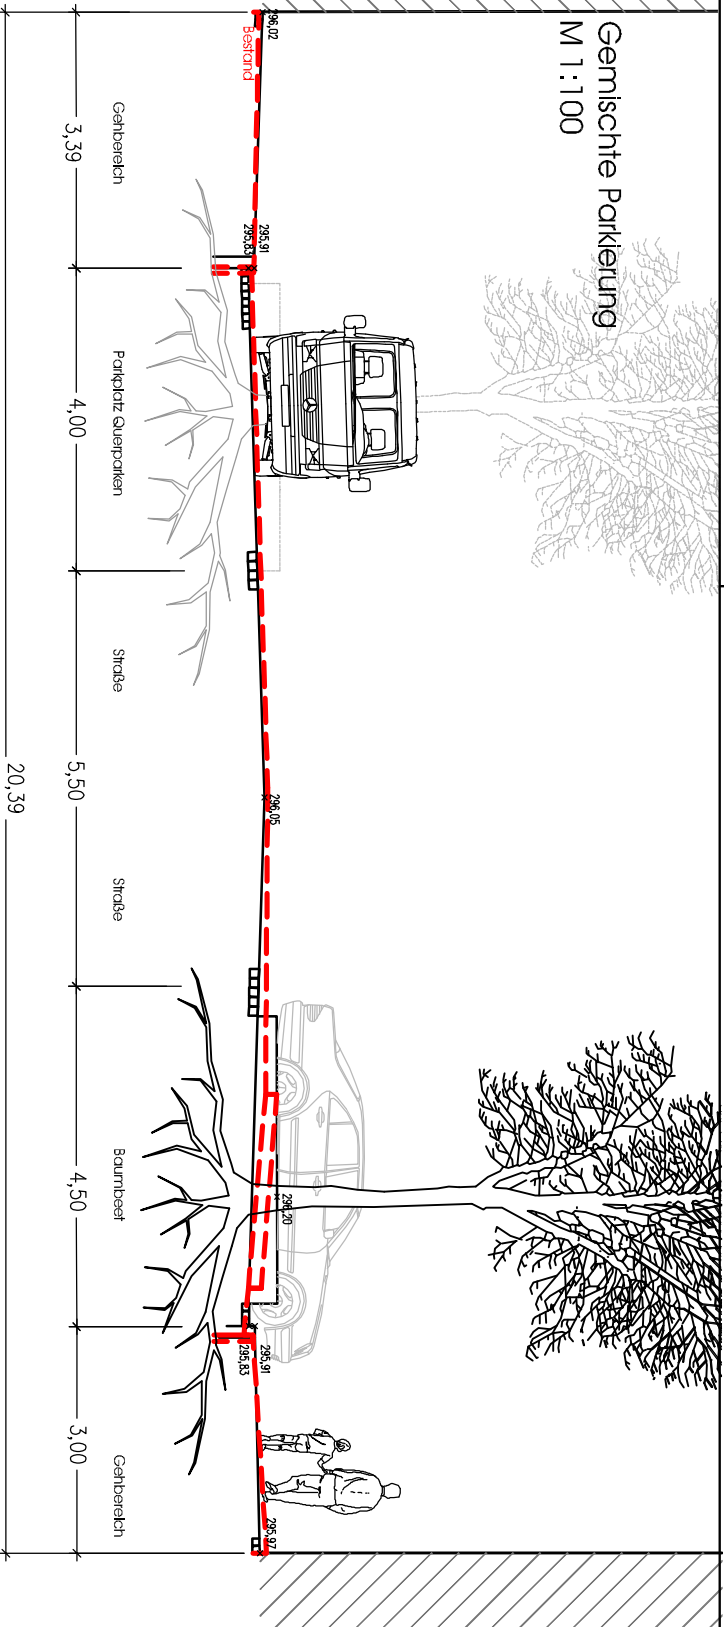 Gemischte Parkierung
M 1:100
296,02
Bestand
295,91
295,83
296,05
296,20
295,91
295,83
295,97
Gehbereich
Parkplatz Querparken
Straße
Straße
Baumbeet
Gehbereich
3,39
4,00
5,50
4,50
3,00
20,39